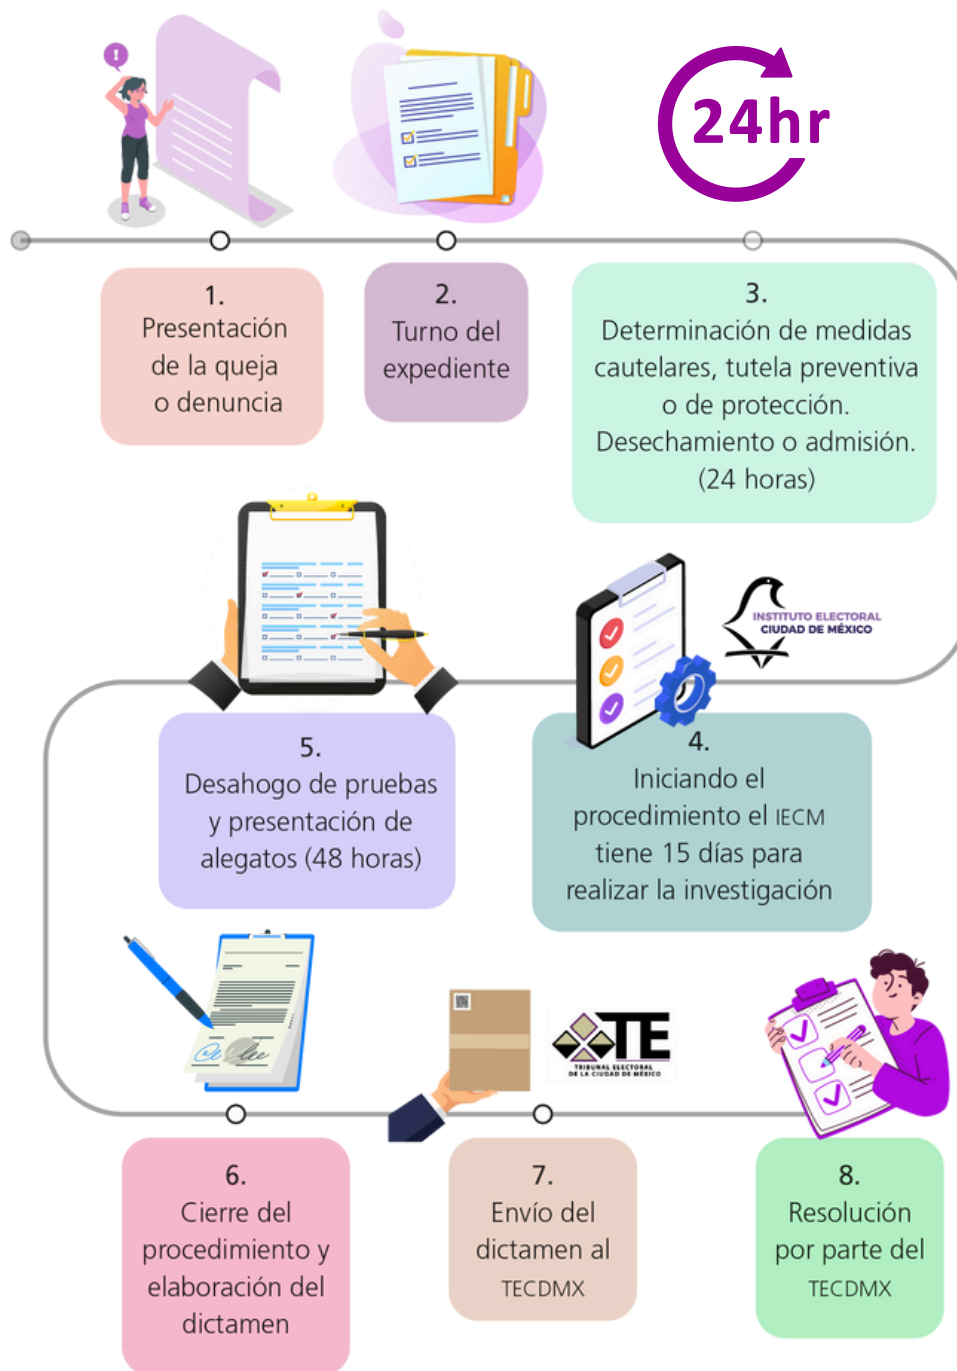 24hr
1.
Presentación
de la queja
o denuncia
2.
Turno del
expediente
3.
Determinación de medidas
cautelares, tutela preventiva
o de protección.
Desechamiento o admisión.
(24 horas)
INSTITUTO ELECTORAL
CIUDAD DE MÉXICO
4.
Iniciando el
procedimiento el IECM
tiene 15 días para
realizar la investigación
5.
Desahogo de pruebas
y presentación de
alegatos (48 horas)
6.
Cierre del
procedimiento y
elaboración del
dictamen
TE
TRIBUNAL ELECTORAL
DE LA CIUDAD DE MÉXICO
7.
Envío del
dictamen al
TECDMX
8.
Resolución
por parte del
TECDMX